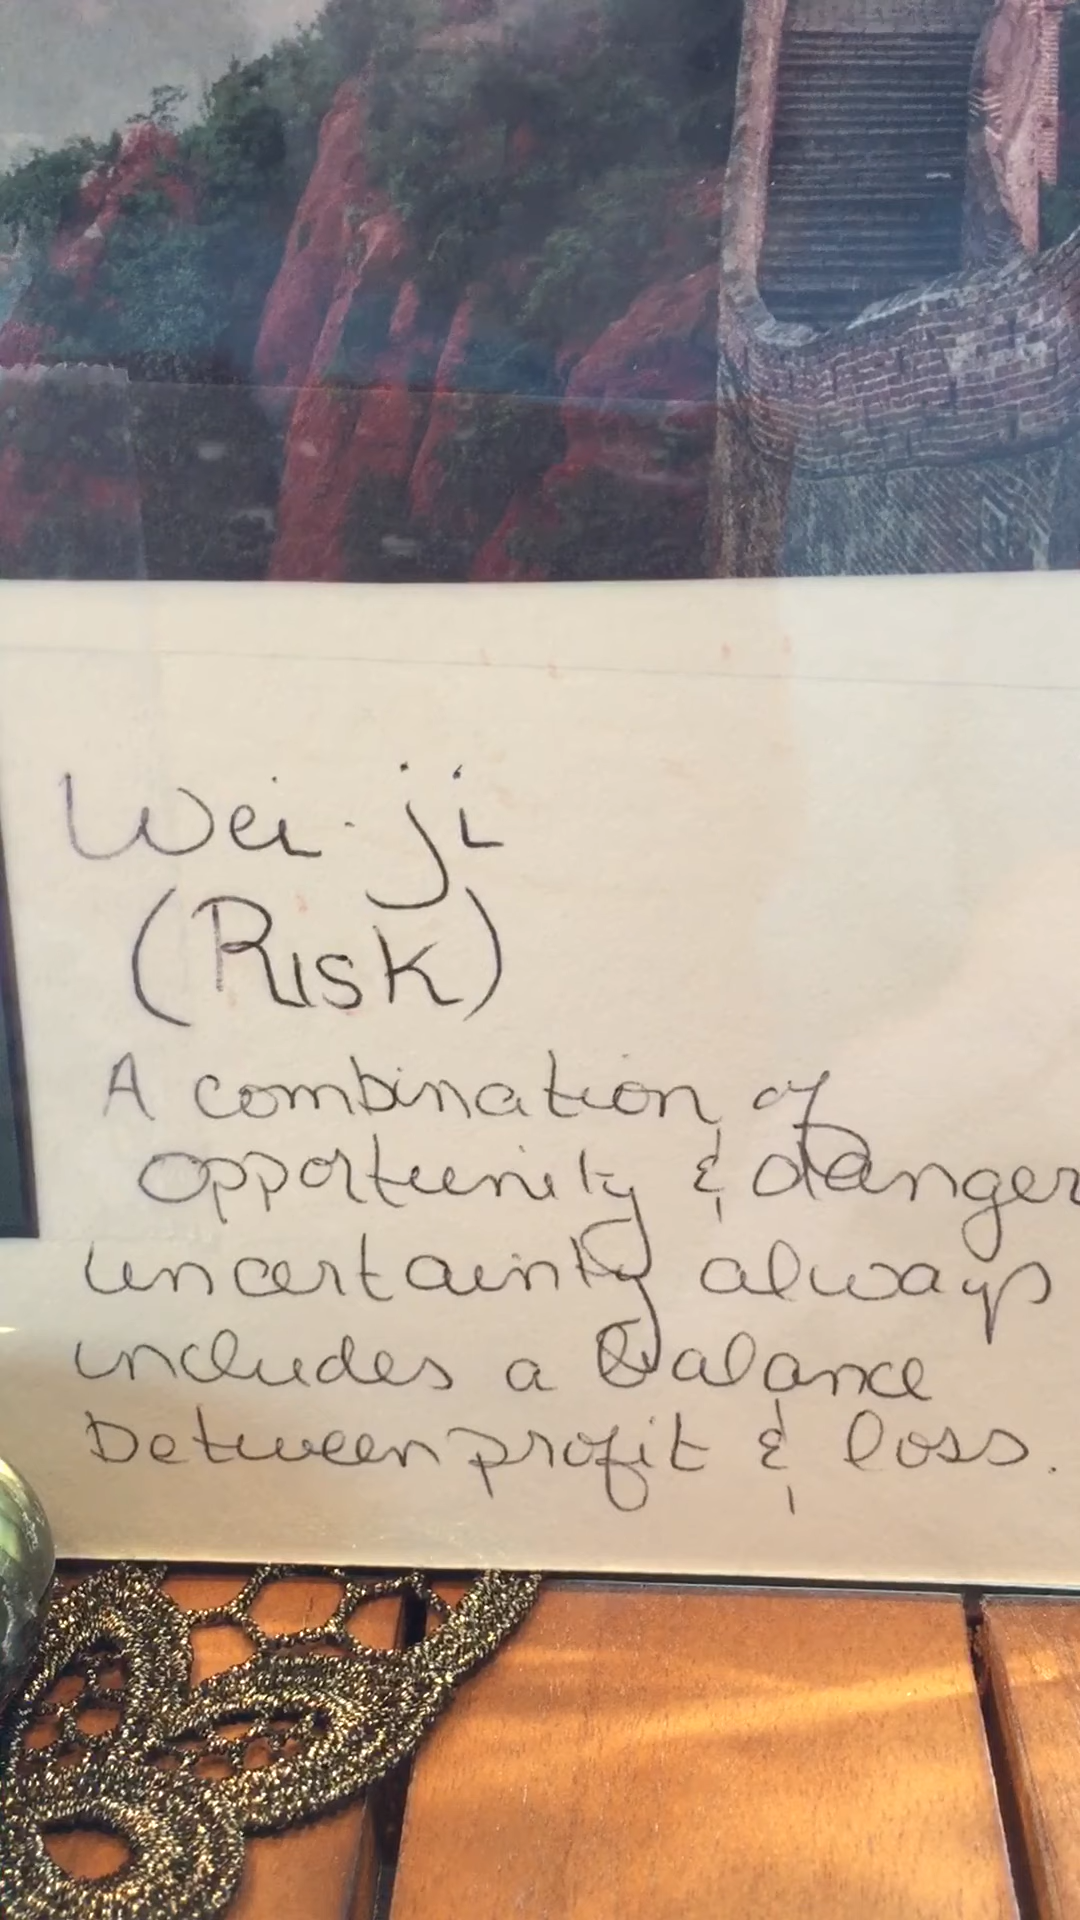 Wei-ji
(RISK)
A combination of
opportunity & danger
uncertainty always
includes a balance
between profit & loss.